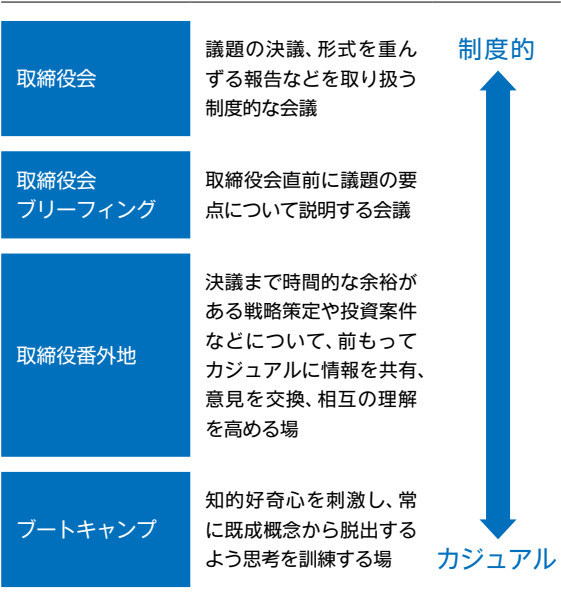 取締役会
議題の決議、形式を重ん
ずる報告などを取り扱う
制度的な会議
制度的
取締役会
ブリーフィング
取締役会直前に議題の要
点について説明する会議
取締役番外地
決議まで時間的な余裕が
ある戦略策定や投資案件
などについて、前もって
カジュアルに情報を共有、
意見を交換、相互の理解
を高める場
ブートキャンプ
知的好奇心を刺激し、常
に既成概念から脱出する
よう思考を訓練する場
カジュアル